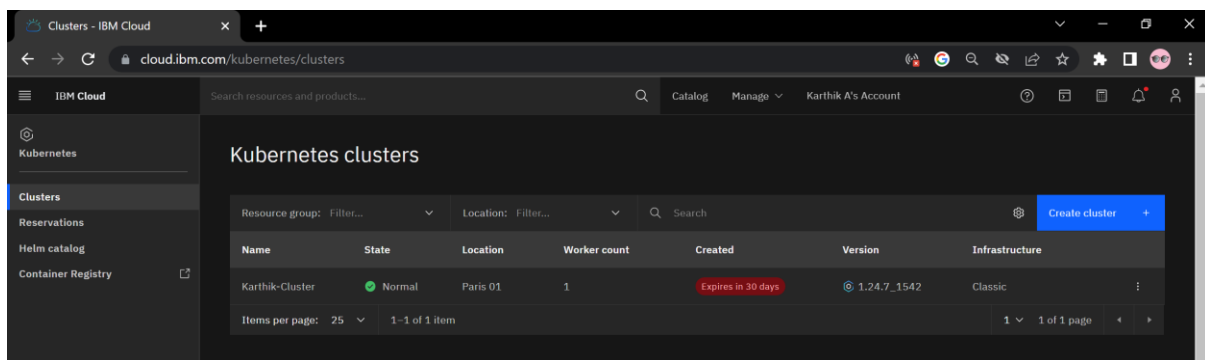 Clusters - IBM Cloud
cloud.ibm.com/kubernetes/clusters
IBM Cloud Search resources and products... Catalog Manage Karthik A's Account
Kubernetes
Clusters
Reservations
Helm catalog
Container Registry
Kubernetes clusters
Resource group: Filter... Location: Filter... Search Create cluster +
Name State Location Worker count Created Version Infrastructure
Karthik-Cluster Normal Paris 01 1 Expires in 30 days 1.24.7_1542 Classic
Items per page: 25 1–1 of 1 item 1 1 of 1 page